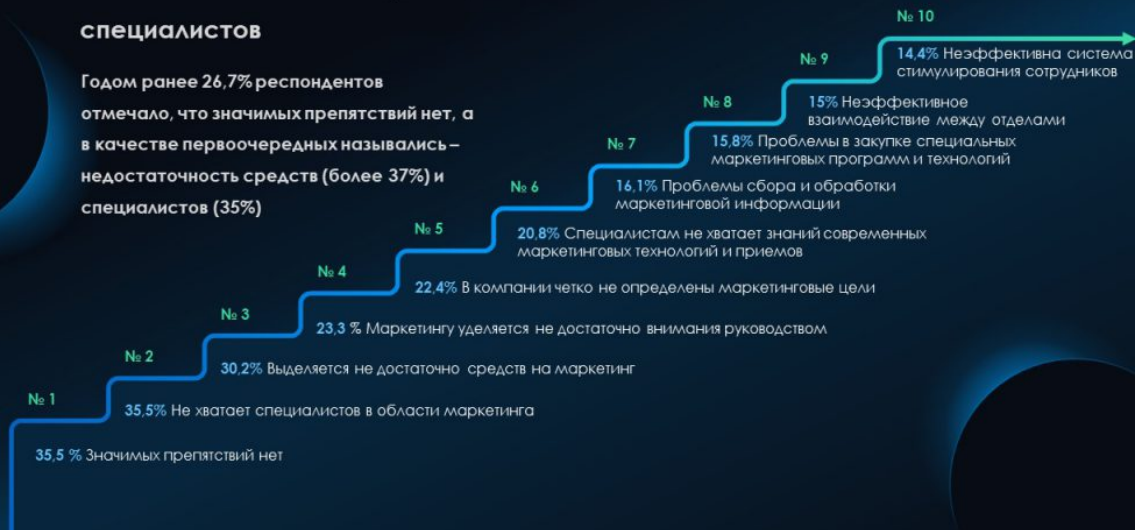 специалистов
Годом ранее 26,7% респондентов
отмечало, что значимых препятствий нет, а
в качестве первоочередных назывались –
недостаточность средств (более 37%) и
специалистов (35%)
№ 10
14,4% Неэффективна система
стимулирования сотрудников
№ 9
15% Неэффективное
взаимодействие между отделами
№ 8
15,8% Проблемы в закупке специальных
маркетинговых программ и технологий
№ 7
16,1% Проблемы сбора и обработки
маркетинговой информации
№ 6
20,8% Специалистам не хватает знаний современных
маркетинговых технологий и приемов
№ 5
22,4% В компании четко не определены маркетинговые цели
№ 4
23,3 % Маркетингу уделяется не достаточно внимания руководством
№ 3
30,2% Выделяется не достаточно средств на маркетинг
№ 2
35,5% Не хватает специалистов в области маркетинга
№ 1
35,5 % Значимых препятствий нет